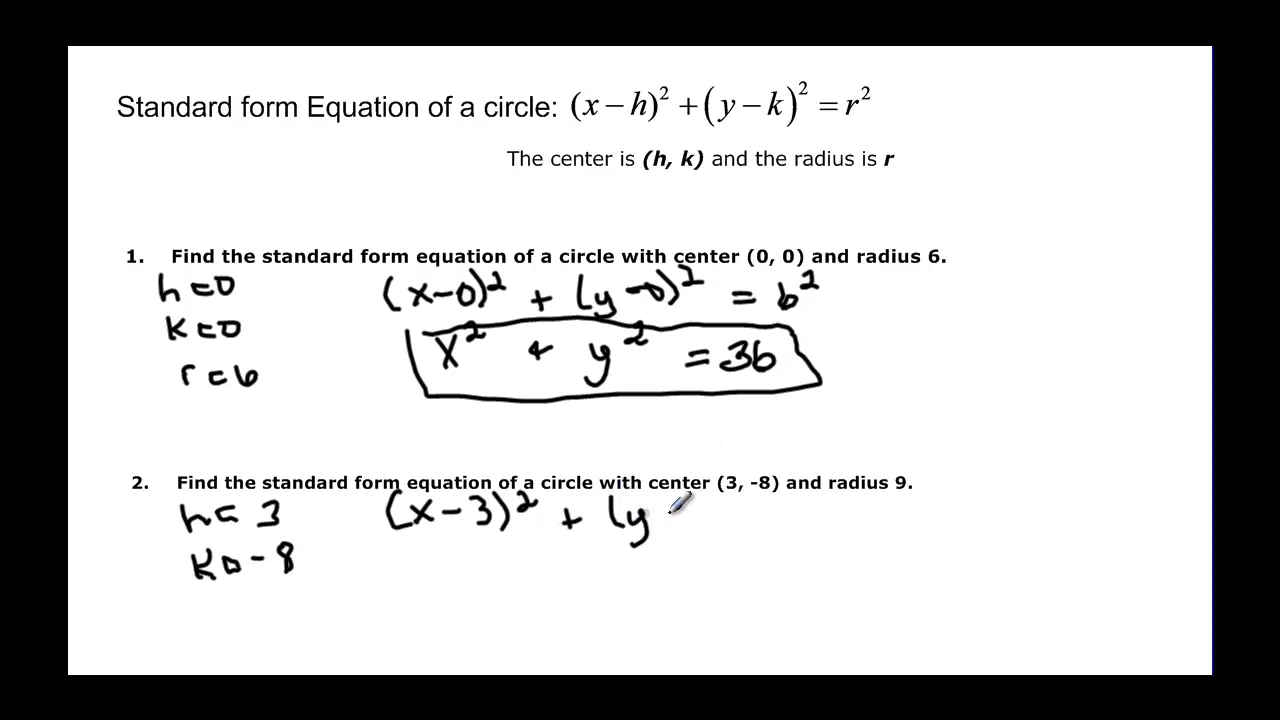 Standard form Equation of a circle: (x − h)² + (y − k)² = r²
The center is (h, k) and the radius is r
1. Find the standard form equation of a circle with center (0, 0) and radius 6.
h = 0
(x-0)² + (y-0)² = 6²
k = 0
x² + y² = 36
r = 6
2. Find the standard form equation of a circle with center (3, -8) and radius 9.
h = 3
(x-3)² + (y
k = -8